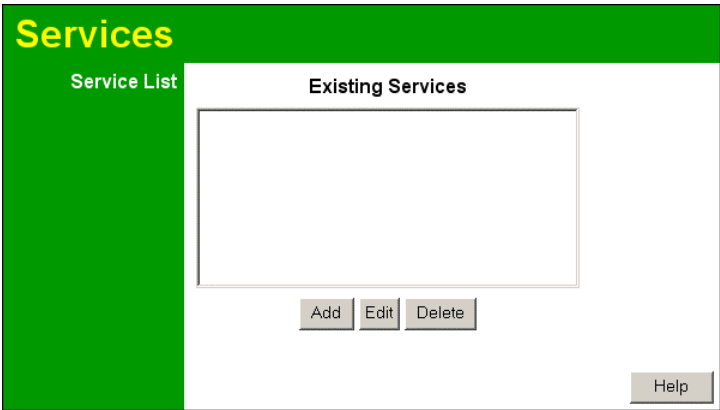 Services
Service List
Existing Services
Add Edit Delete
Help